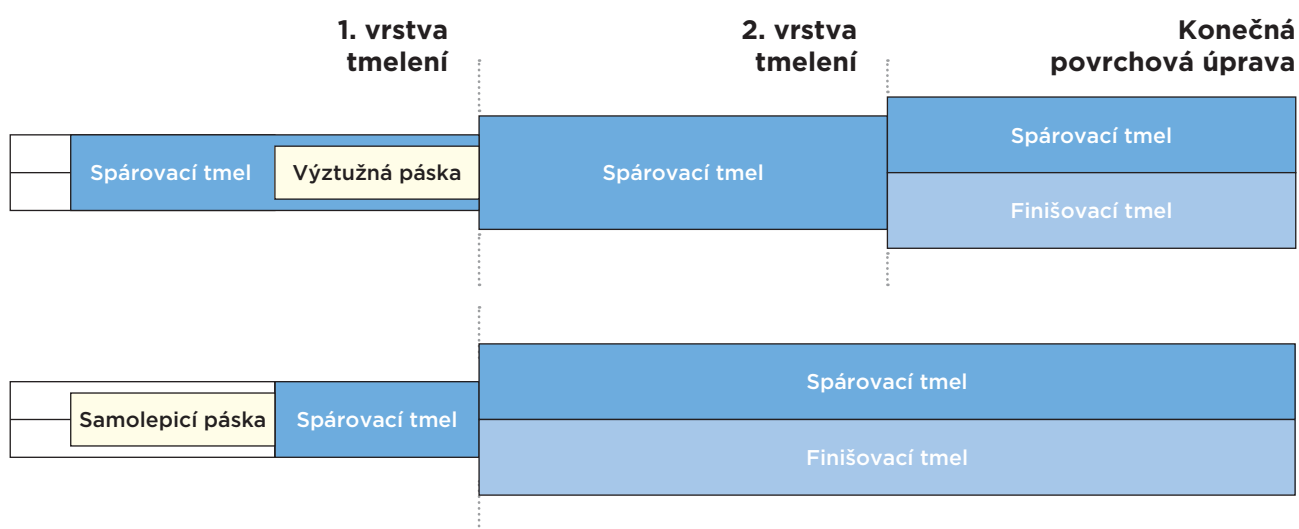 1. vrstva
tmelení
2. vrstva
tmelení
Konečná
povrchová úprava
Spárovací tmel
Výztužná páska
Spárovací tmel
Spárovací tmel
Finišovací tmel
Samolepicí páska
Spárovací tmel
Spárovací tmel
Finišovací tmel